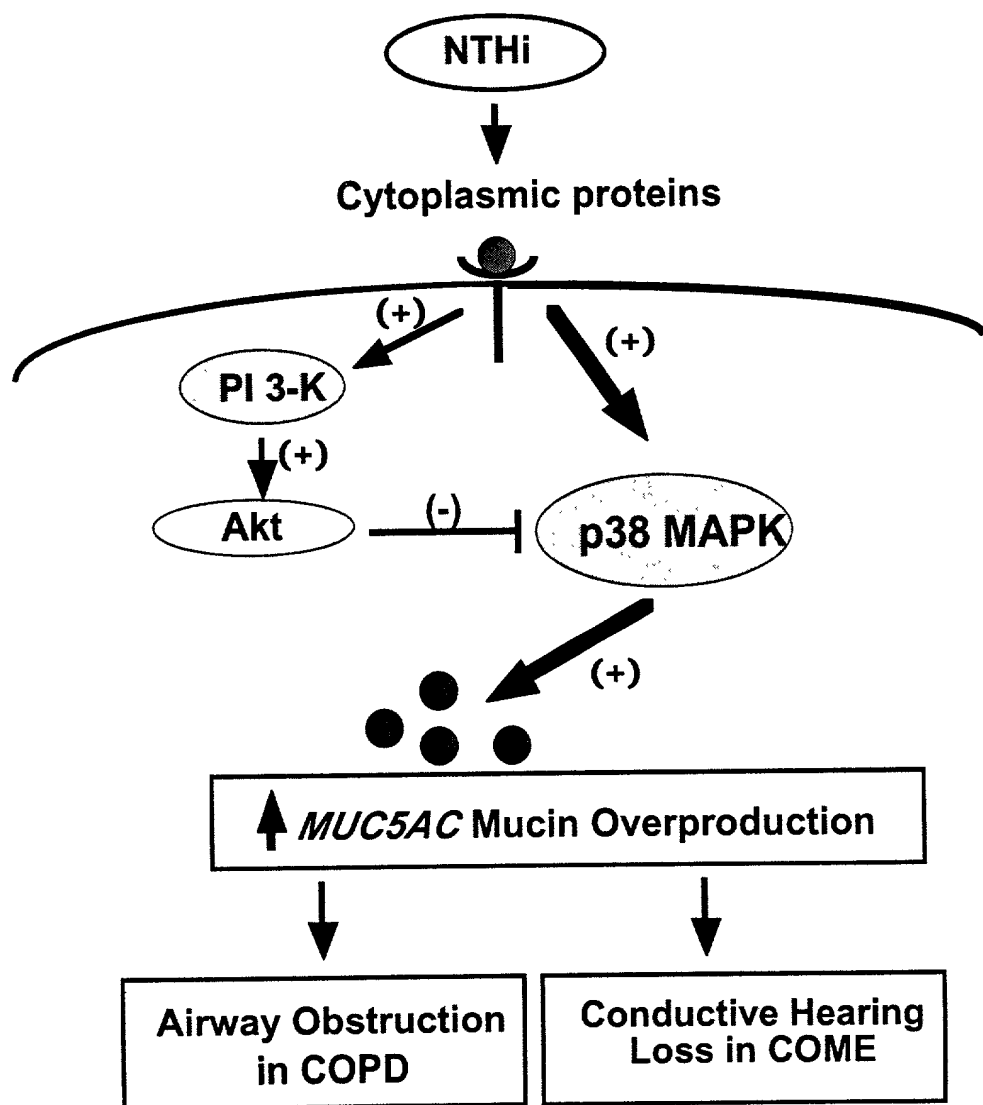 NTHi
Cytoplasmic proteins
(+)
(+)
PI 3-K
(+)
Akt
(-)
p38 MAPK
(+)
MUC5AC Mucin Overproduction
Airway Obstruction
in COPD
Conductive Hearing
Loss in COME